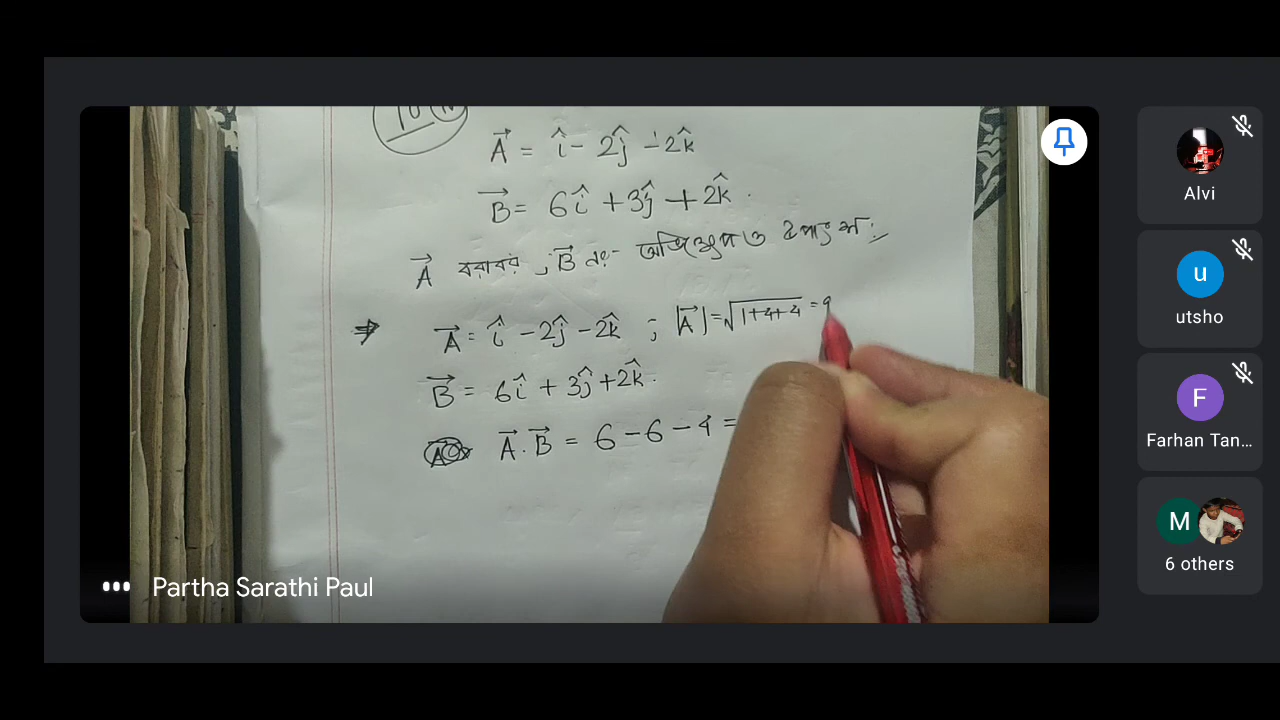 10
A⃗ = î - 2ĵ - 2k̂
B⃗ = 6î + 3ĵ + 2k̂.
A⃗ বরাবর, B⃗ এর অভিক্ষেপ ও উপাংশ :-
⇒ A⃗ = î - 2ĵ - 2k̂ ; |A⃗| = √1+4+4 = 9
B⃗ = 6î + 3ĵ + 2k̂.
A⃗.B⃗ = 6 - 6 - 4 =
Partha Sarathi Paul
Alvi
u
utsho
F
Farhan Tan...
M
6 others